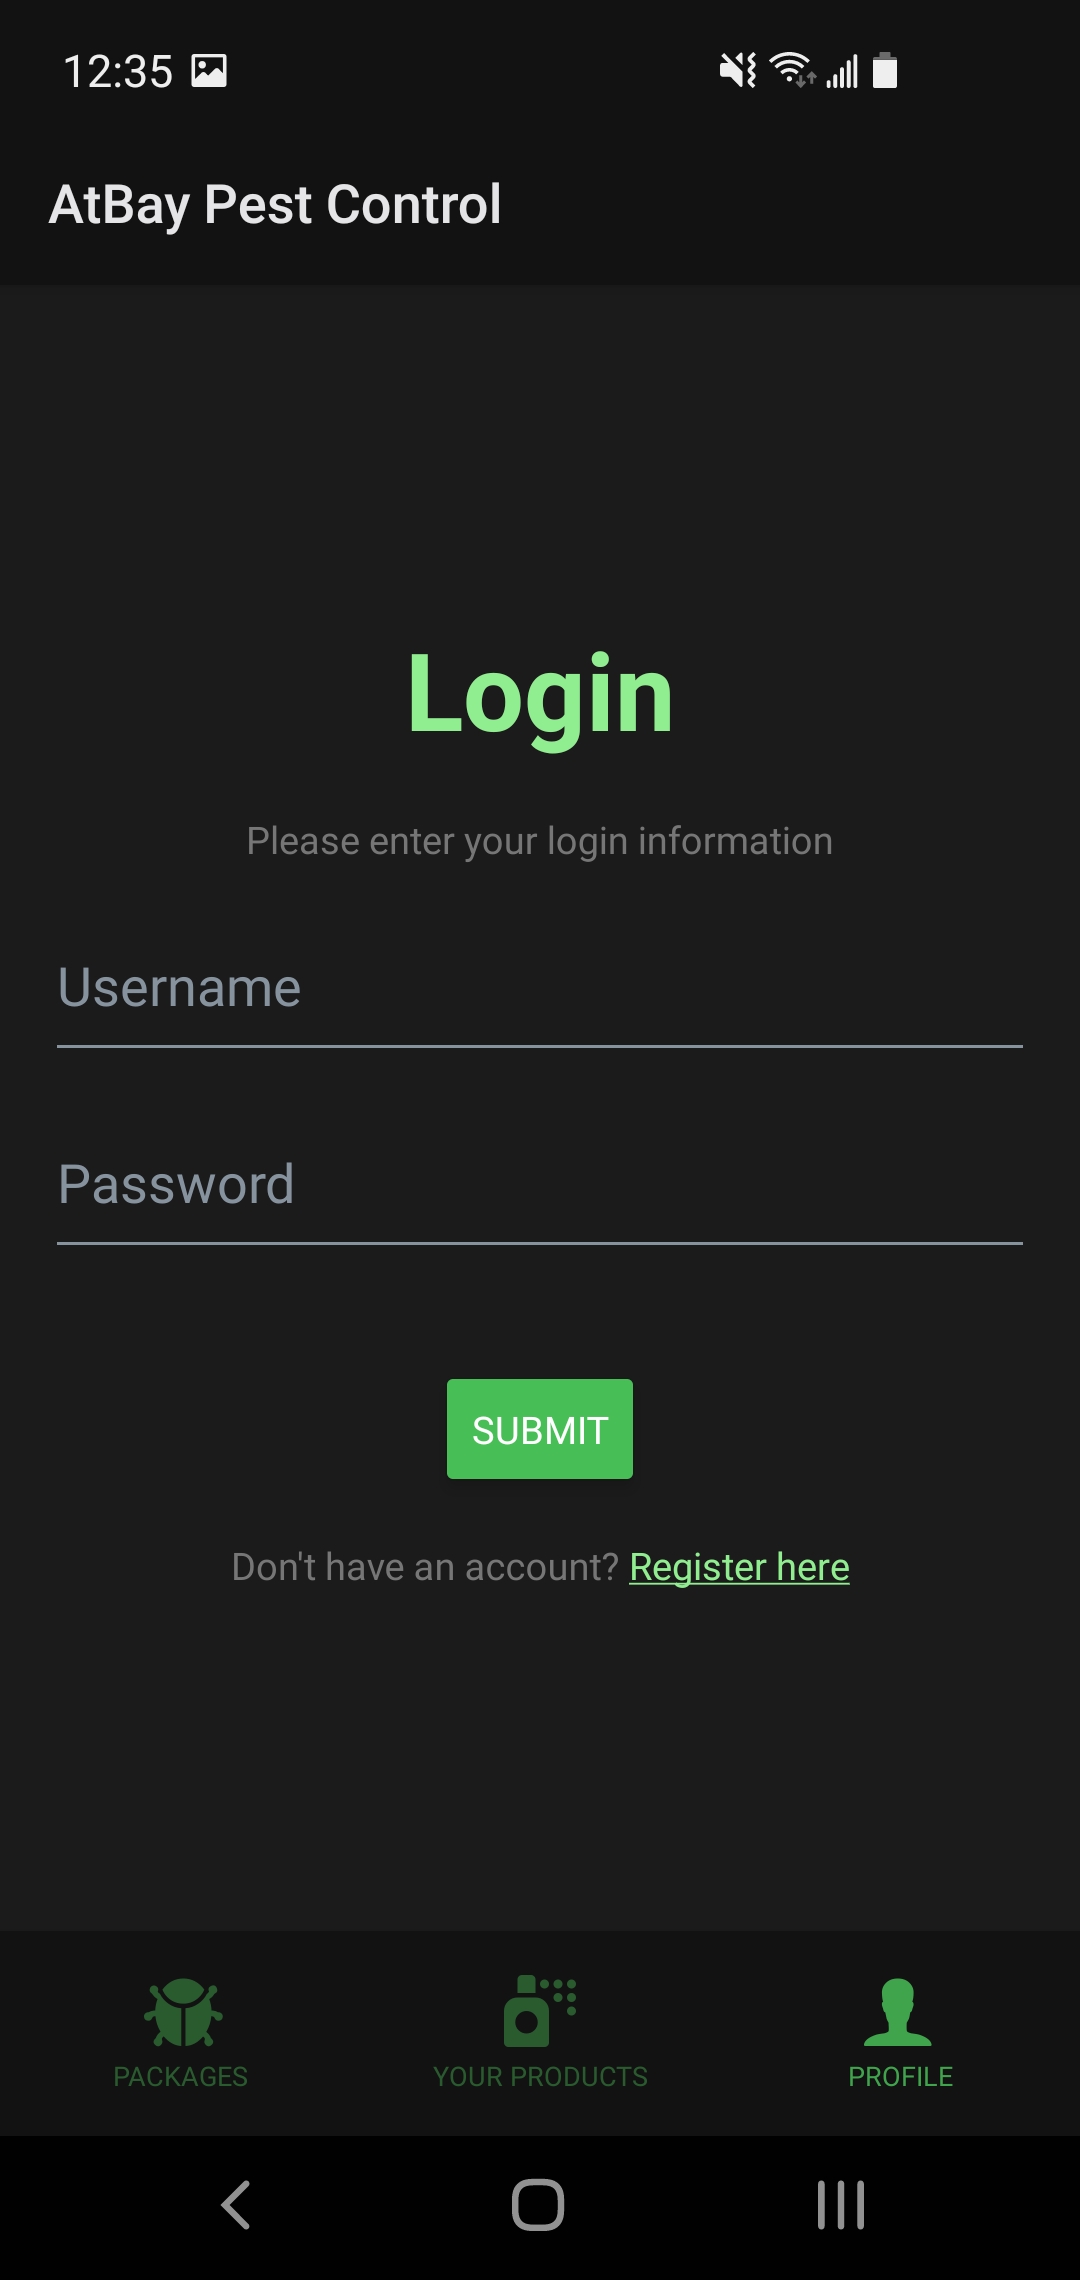 12:35
AtBay Pest Control
Login
Please enter your login information
Username
Password
SUBMIT
Don't have an account? Register here
PACKAGES
YOUR PRODUCTS
PROFILE